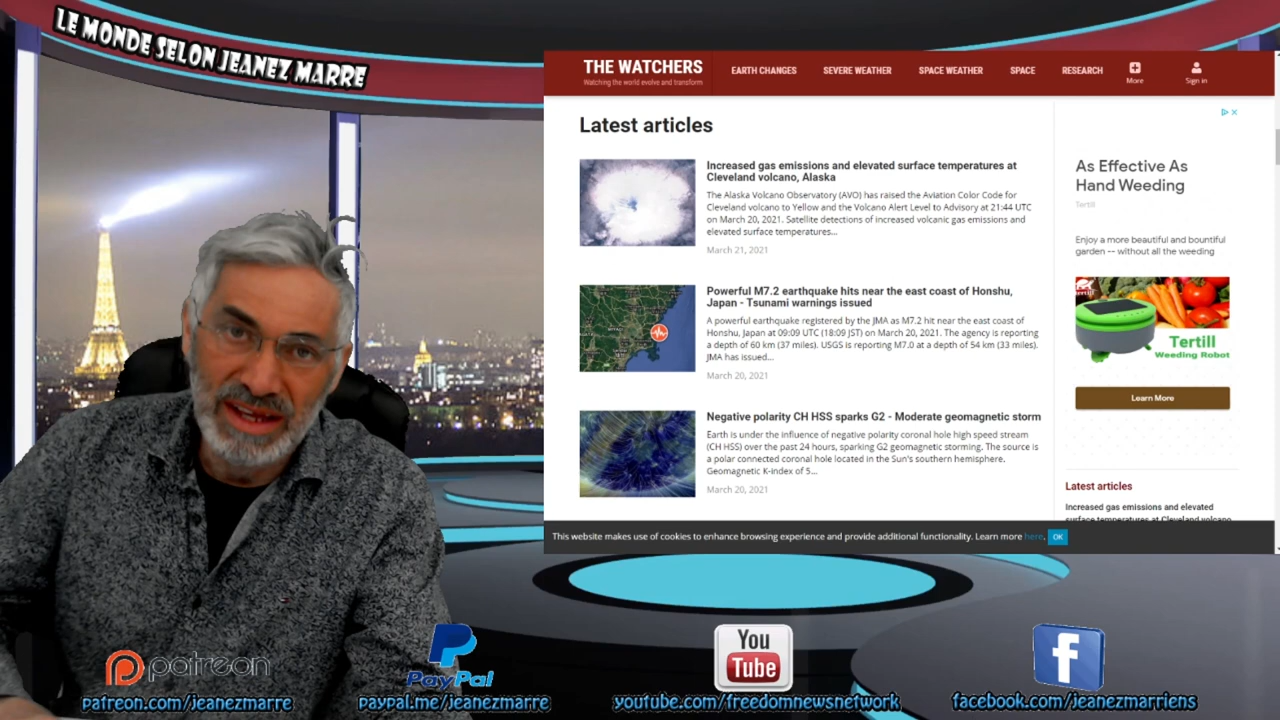 LE MONDE SELON JEANEZ MARRE
THE WATCHERS
Watching the world evolve and transform
EARTH CHANGES
SEVERE WEATHER
SPACE WEATHER
SPACE
RESEARCH
More
Sign in
Latest articles
Increased gas emissions and elevated surface temperatures at
Cleveland volcano, Alaska
The Alaska Volcano Observatory (AVO) has raised the Aviation Color Code for
Cleveland volcano to Yellow and the Volcano Alert Level to Advisory at 21:44 UTC
on March 20, 2021. Satellite detections of increased volcanic gas emissions and
elevated surface temperatures...
March 21, 2021
Powerful M7.2 earthquake hits near the east coast of Honshu,
Japan - Tsunami warnings issued
A powerful earthquake registered by the JMA as M7.2 hit near the east coast of
Honshu, Japan at 09:09 UTC (18:09 JST) on March 20, 2021. The agency is reporting
a depth of 60 km (37 miles). USGS is reporting M7.0 at a depth of 54 km (33 miles).
JMA has issued...
March 20, 2021
Negative polarity CH HSS sparks G2 - Moderate geomagnetic storm
Earth is under the influence of negative polarity coronal hole high speed stream
(CH HSS) over the past 24 hours, sparking G2 geomagnetic storming. The source is
a polar connected coronal hole located in the Sun's southern hemisphere.
Geomagnetic K-index of 5...
March 20, 2021
As Effective As
Hand Weeding
Tertill
Enjoy a more beautiful and bountiful
garden -- without all the weeding
tertill
Tertill
Weeding Robot
Learn More
Latest articles
Increased gas emissions and elevated
surface temperatures at Cleveland volcano
This website makes use of cookies to enhance browsing experience and provide additional functionality. Learn more here. OK
patreon
patreon.com/jeanezmarre
PayPal
paypal.me/jeanezmarre
You
Tube
youtube.com/freedomnewsnetwork
f
facebook.com/jeanezmarriens